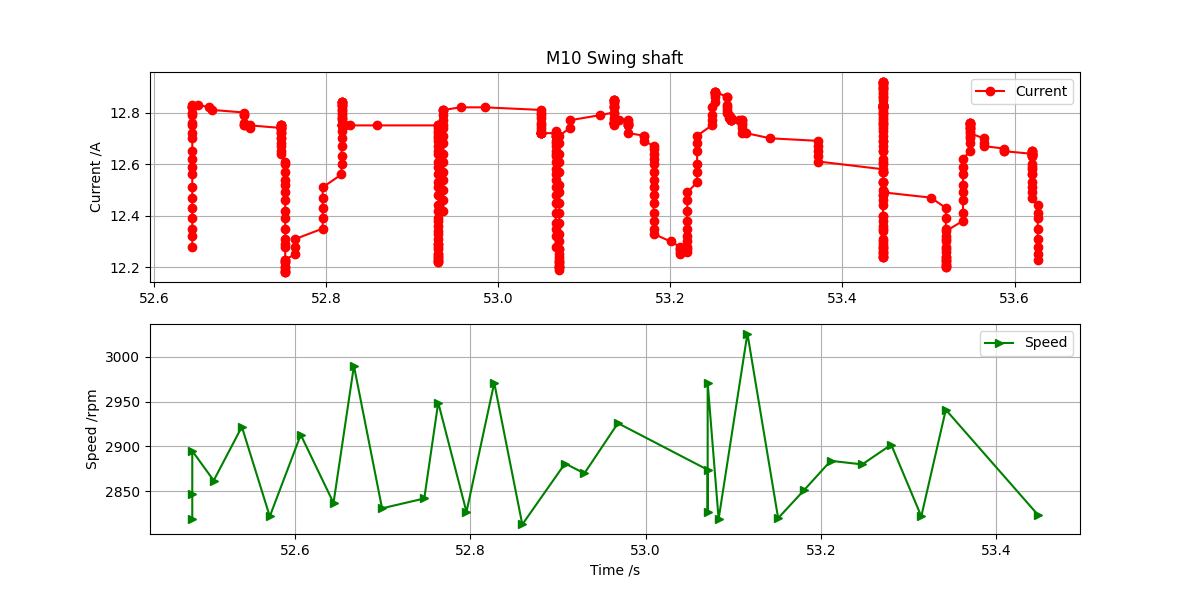 M10 Swing shaft
Current /A
12.8
12.6
12.4
12.2
Current
52.6 52.8 53.0 53.2 53.4 53.6
Speed /rpm
3000
2950
2900
2850
Speed
52.6 52.8 53.0 53.2 53.4
Time /s